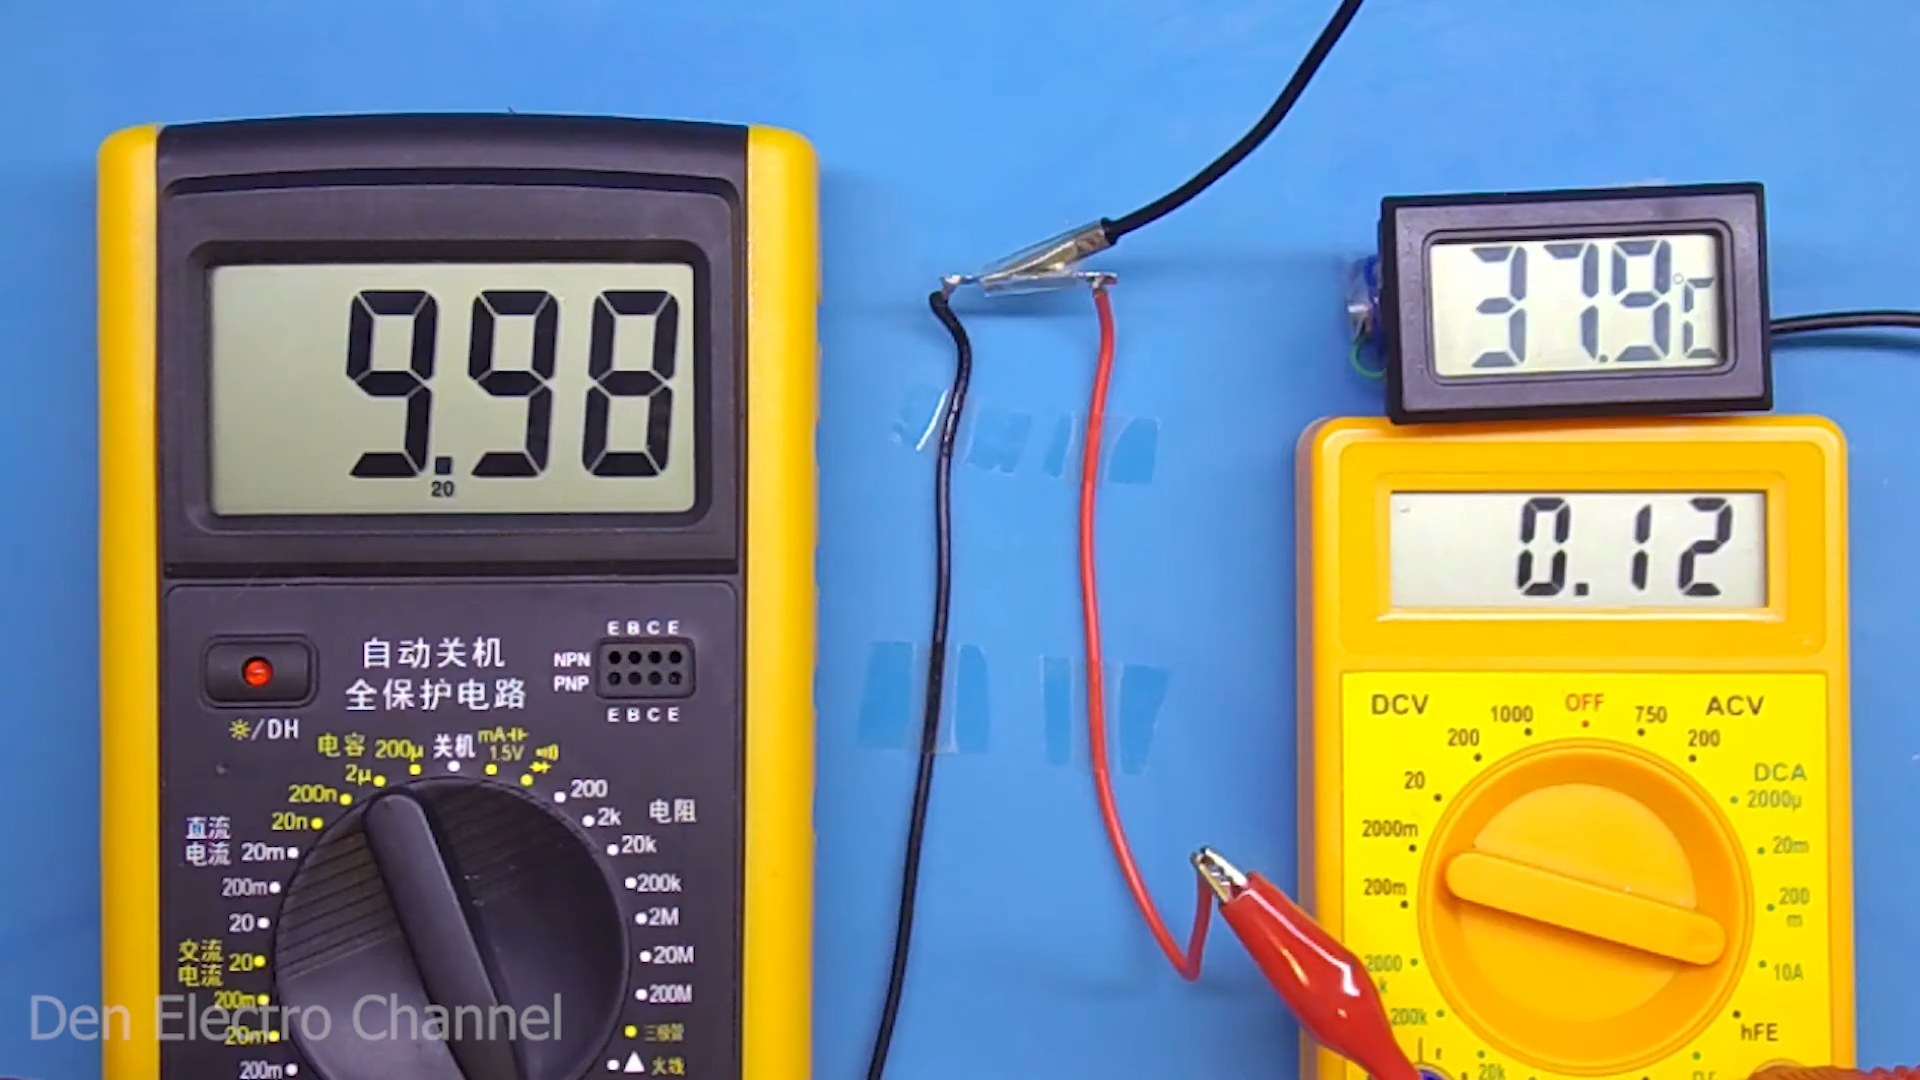 9.98
20
37.9°C
0.12
自动关机
全保护电路
☼/DH
E B C E
NPN
PNP
E B C E
电容
200µ
2µ
200n
20n
关机
mA
1.5V
直流
电流
20m
200m
20
交流
电流
20
200m
20m
200m
200
2k
20k
200k
2M
20M
200M
电阻
三极管
火线
DCV
OFF
ACV
1000
750
200
200
20
2000m
200m
DCA
2000µ
20m
200
m
10A
hFE
2000
k
200k
20k
Den Electro Channel